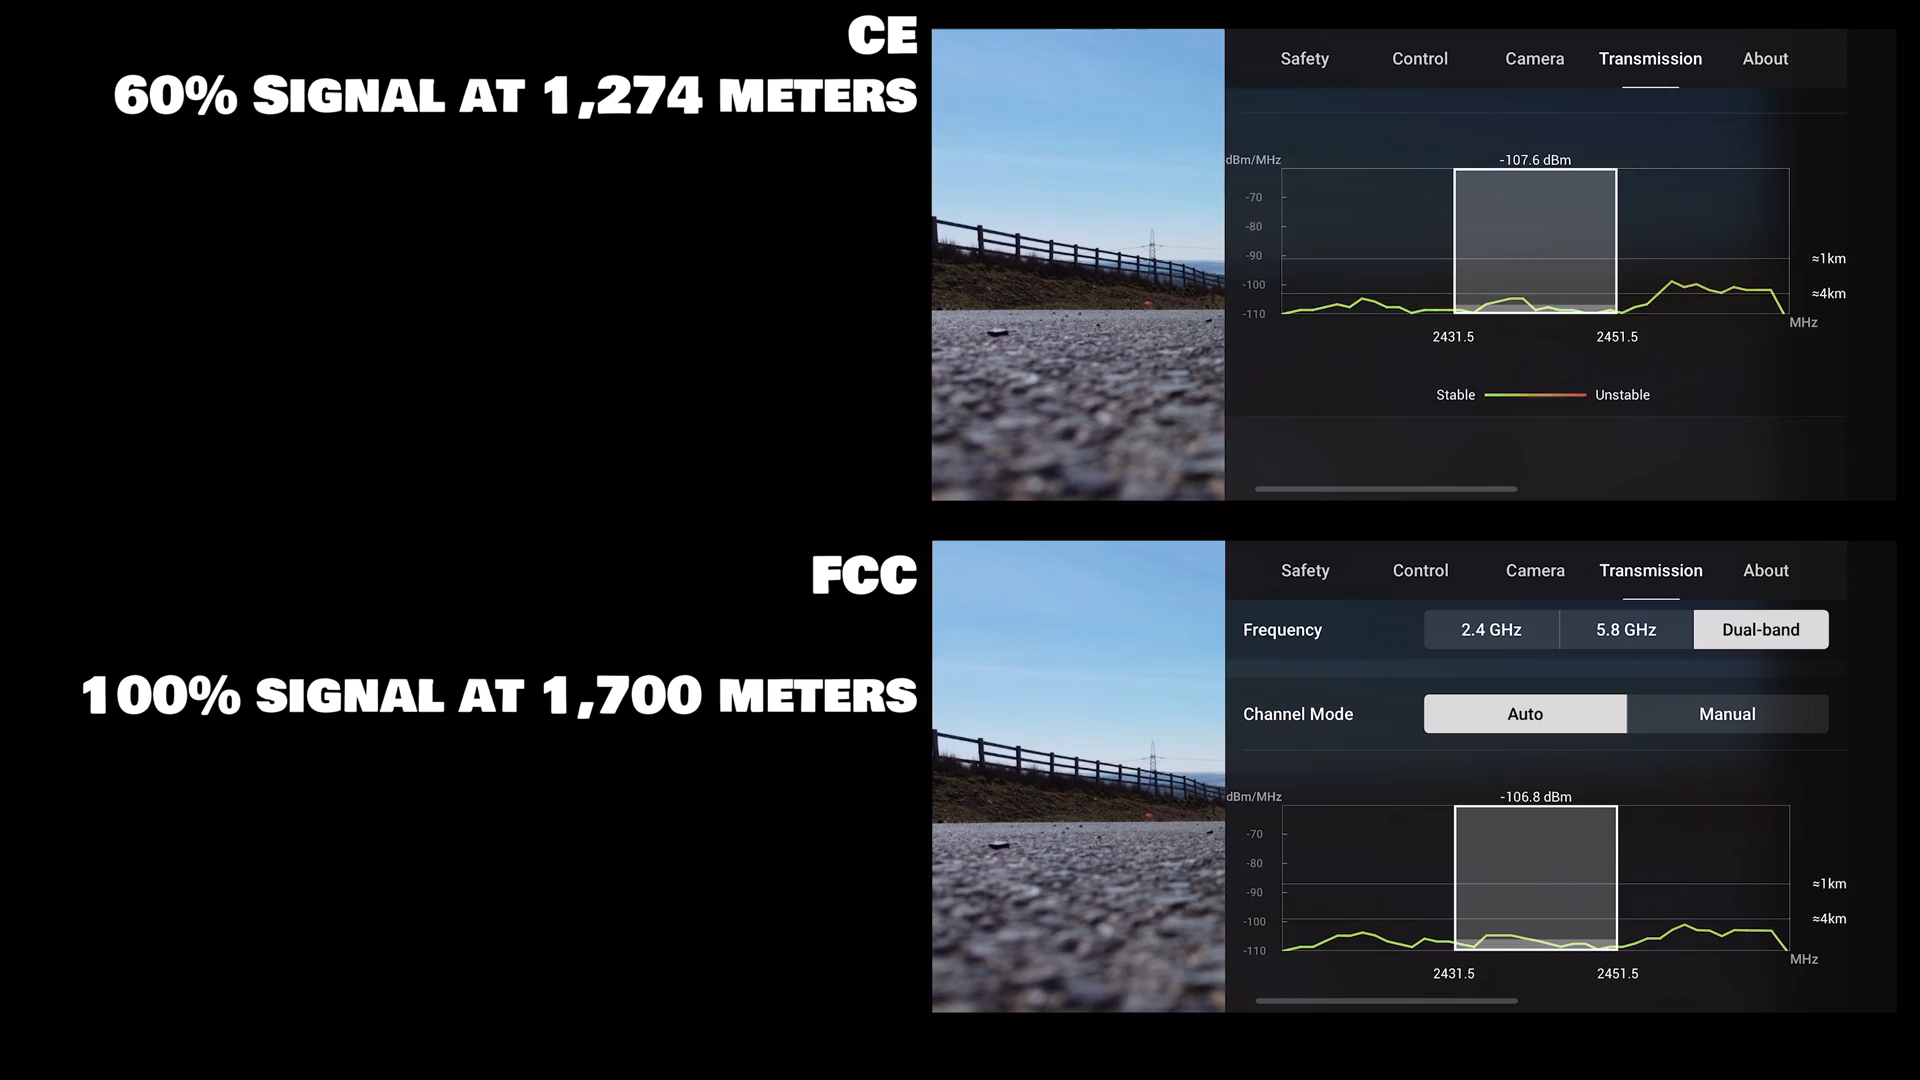 CE
60% SIGNAL AT 1,274 METERS
Safety Control Camera Transmission About
dBm/MHz
-107.6 dBm
-70
-80
-90
≈1km
-100
≈4km
-110
MHz
2431.5 2451.5
Stable Unstable
FCC
100% SIGNAL AT 1,700 METERS
Safety Control Camera Transmission About
Frequency 2.4 GHz 5.8 GHz Dual-band
Channel Mode Auto Manual
dBm/MHz
-106.8 dBm
-70
-80
≈1km
-90
≈4km
-100
-110
MHz
2431.5 2451.5